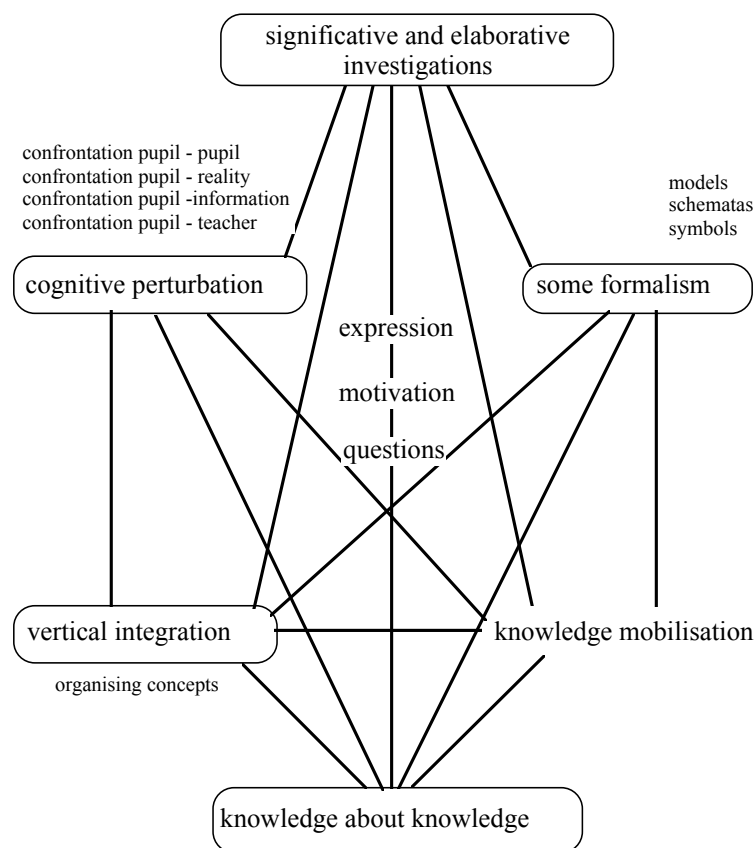 significative and elaborative
investigations
confrontation pupil - pupil
confrontation pupil - reality
confrontation pupil -information
confrontation pupil - teacher
models
schematas
symbols
cognitive perturbation
some formalism
expression
motivation
questions
vertical integration
knowledge mobilisation
organising concepts
knowledge about knowledge